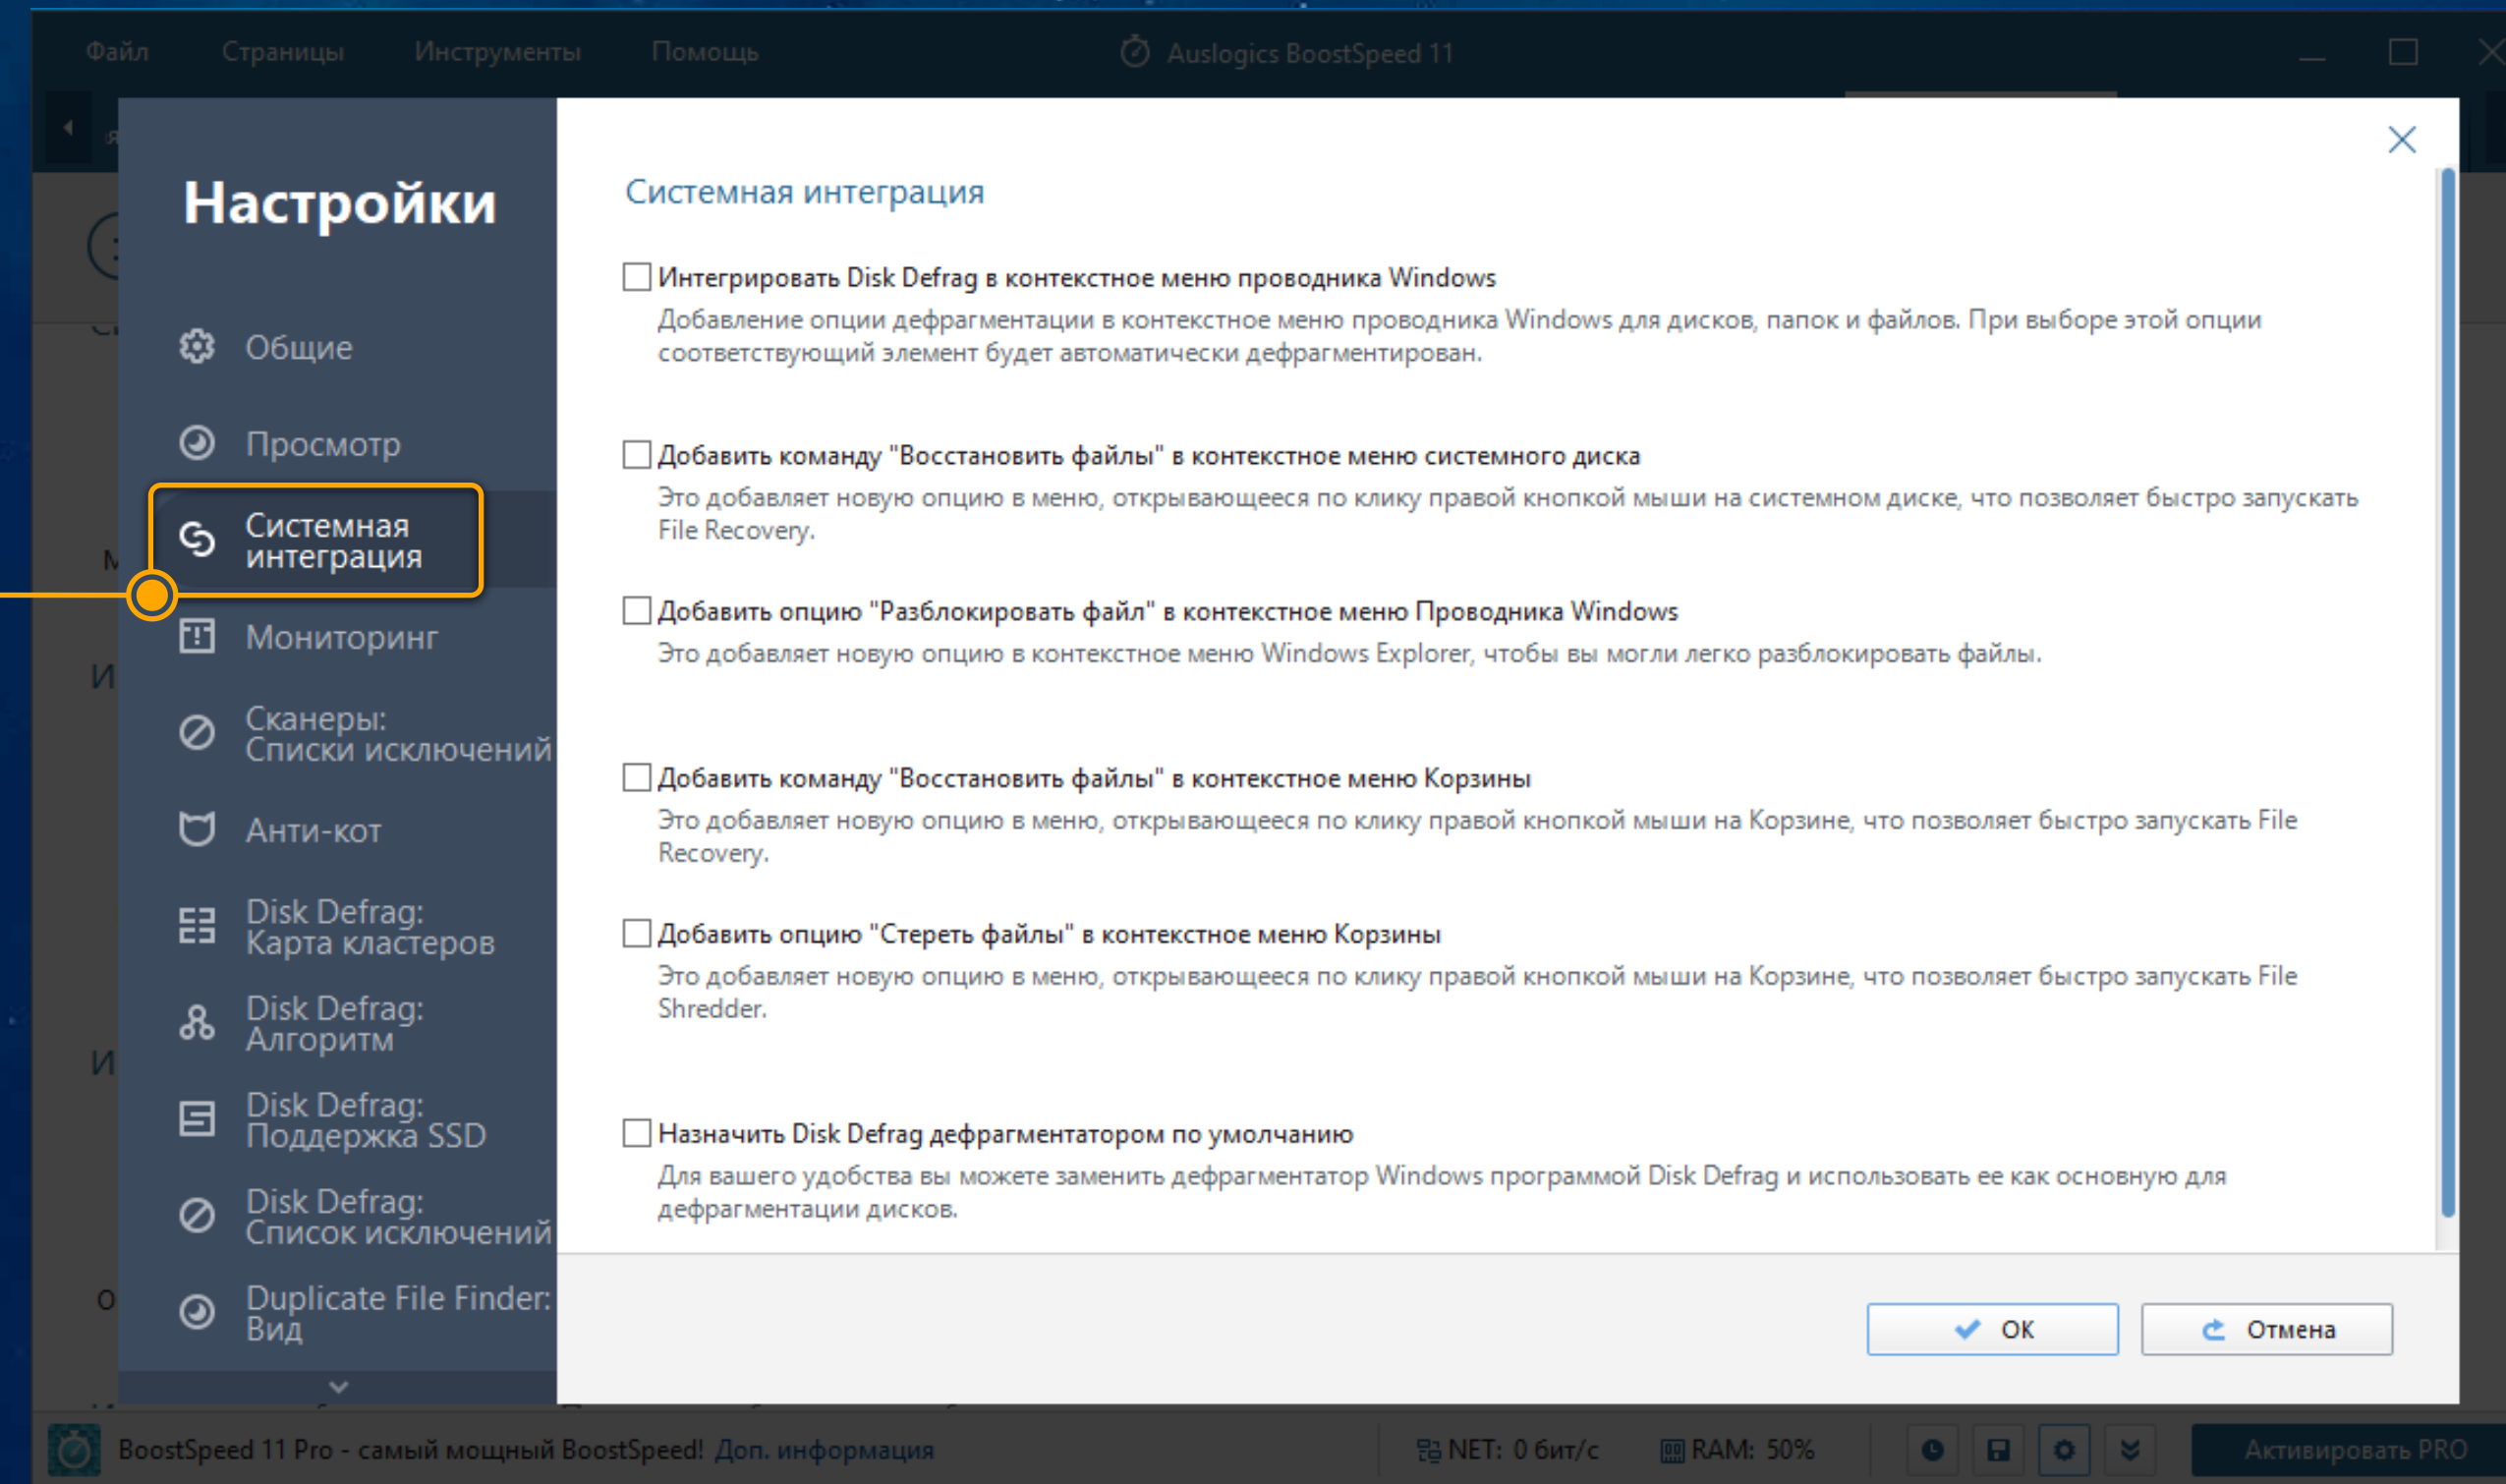 Файл Страницы Инструменты Помощь Auslogics BoostSpeed 11
Настройки
Общие
Просмотр
Системная
интеграция
Мониторинг
Сканеры:
Списки исключений
Анти-кот
Disk Defrag:
Карта кластеров
Disk Defrag:
Алгоритм
Disk Defrag:
Поддержка SSD
Disk Defrag:
Список исключений
Duplicate File Finder:
Вид
Системная интеграция
Интегрировать Disk Defrag в контекстное меню проводника Windows
Добавление опции дефрагментации в контекстное меню проводника Windows для дисков, папок и файлов. При выборе этой опции
соответствующий элемент будет автоматически дефрагментирован.
Добавить команду "Восстановить файлы" в контекстное меню системного диска
Это добавляет новую опцию в меню, открывающееся по клику правой кнопкой мыши на системном диске, что позволяет быстро запускать
File Recovery.
Добавить опцию "Разблокировать файл" в контекстное меню Проводника Windows
Это добавляет новую опцию в контекстное меню Windows Explorer, чтобы вы могли легко разблокировать файлы.
Добавить команду "Восстановить файлы" в контекстное меню Корзины
Это добавляет новую опцию в меню, открывающееся по клику правой кнопкой мыши на Корзине, что позволяет быстро запускать File
Recovery.
Добавить опцию "Стереть файлы" в контекстное меню Корзины
Это добавляет новую опцию в меню, открывающееся по клику правой кнопкой мыши на Корзине, что позволяет быстро запускать File
Shredder.
Назначить Disk Defrag дефрагментатором по умолчанию
Для вашего удобства вы можете заменить дефрагментатор Windows программой Disk Defrag и использовать ее как основную для
дефрагментации дисков.
ОК Отмена
BoostSpeed 11 Pro - самый мощный BoostSpeed! Доп. информация NET: 0 бит/с RAM: 50% Активировать PRO